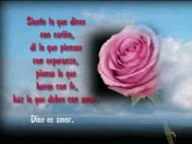 Siente lo que dices
con cariño,
di lo que piensas
con esperanza,
piensa lo que
haces con fe,
haz lo que debes con amor.
Dios es amor.